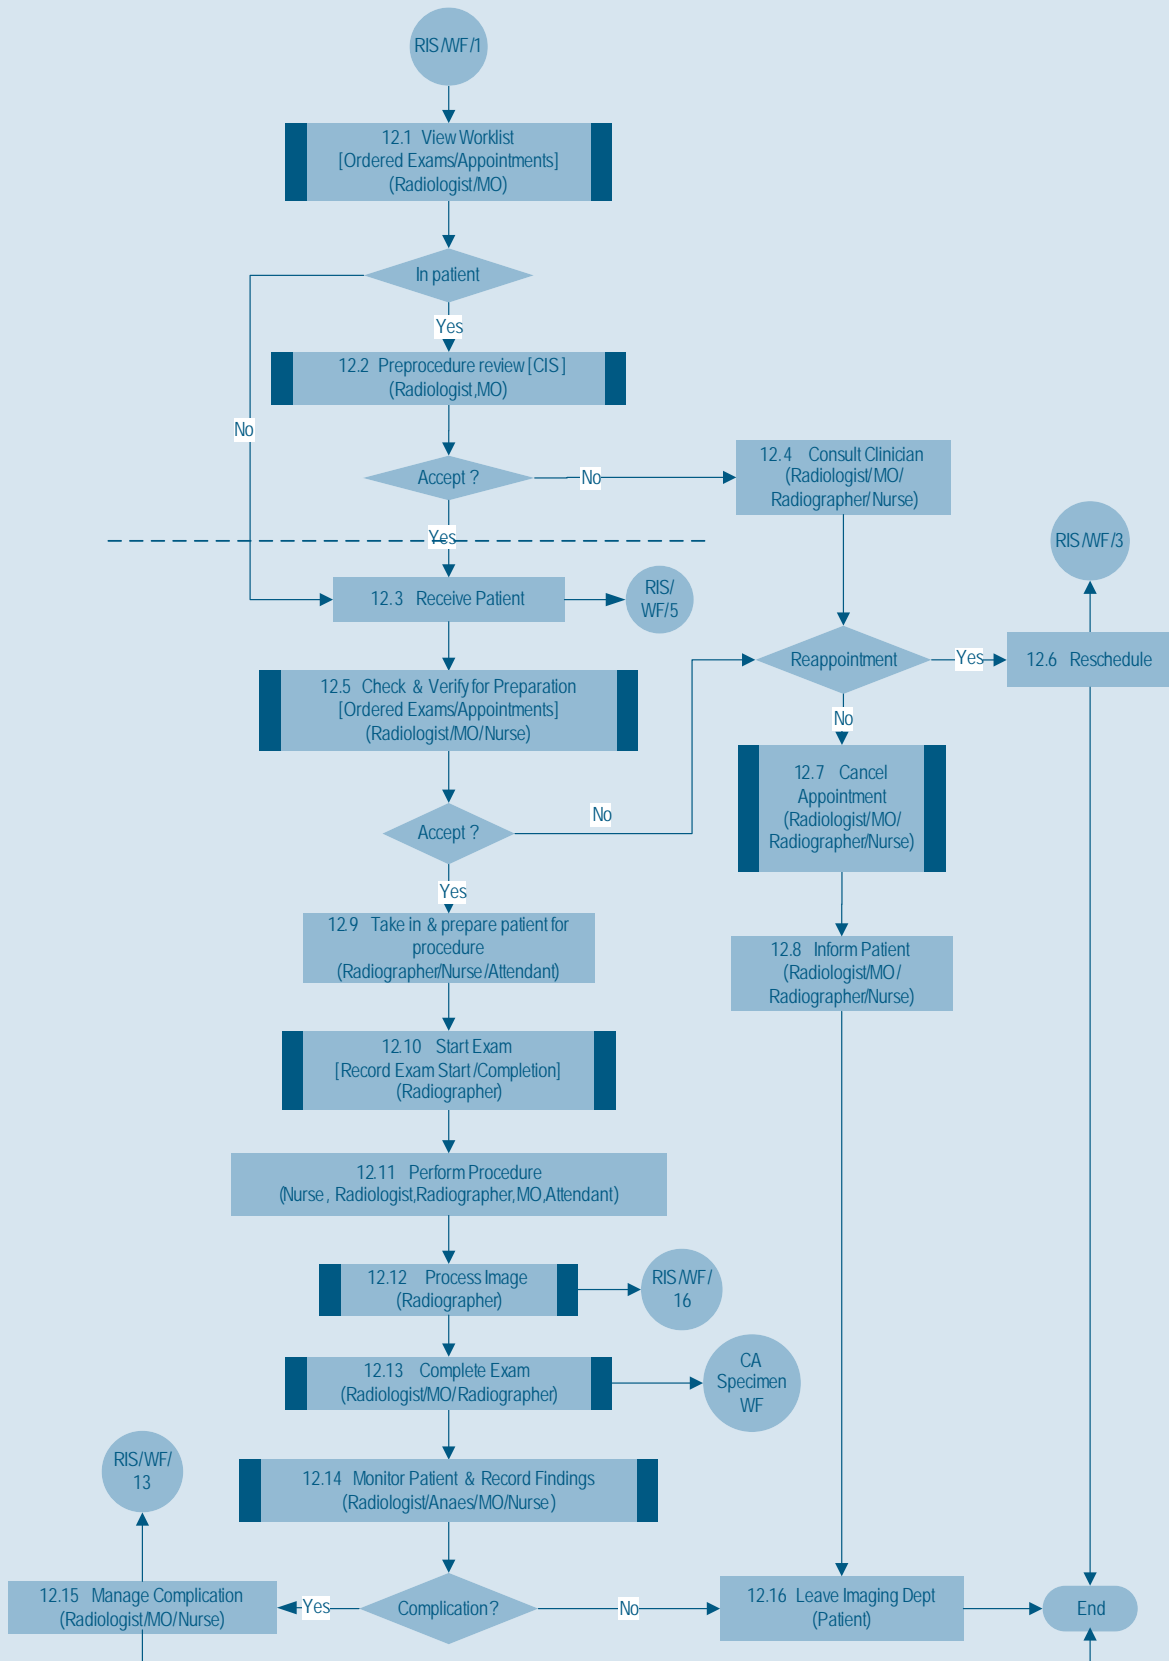 RIS/WF/1
12.1 View Worklist
[Ordered Exams/Appointments]
(Radiologist/MO)
In patient
Yes
12.2 Preprocedure review [CIS]
(Radiologist,MO)
No
Accept ?
No
12.4 Consult Clinician
(Radiologist/MO/
Radiographer/Nurse)
Yes
RIS/WF/3
12.3 Receive Patient
RIS/
WF/5
Reappointment
Yes
12.6 Reschedule
12.5 Check & Verify for Preparation
[Ordered Exams/Appointments]
(Radiologist/MO/Nurse)
No
12.7 Cancel
Appointment
(Radiologist/MO/
Radiographer/Nurse)
Accept ?
No
Yes
12.9 Take in & prepare patient for
procedure
(Radiographer/Nurse/Attendant)
12.8 Inform Patient
(Radiologist/MO/
Radiographer/Nurse)
12.10 Start Exam
[Record Exam Start/Completion]
(Radiographer)
12.11 Perform Procedure
(Nurse, Radiologist,Radiographer,MO,Attendant)
12.12 Process Image
(Radiographer)
RIS/WF/
16
12.13 Complete Exam
(Radiologist/MO/Radiographer)
CA
Specimen
WF
RIS/WF/
13
12.14 Monitor Patient & Record Findings
(Radiologist/Anaes/MO/Nurse)
12.15 Manage Complication
(Radiologist/MO/Nurse)
Yes
Complication?
No
12.16 Leave Imaging Dept
(Patient)
End